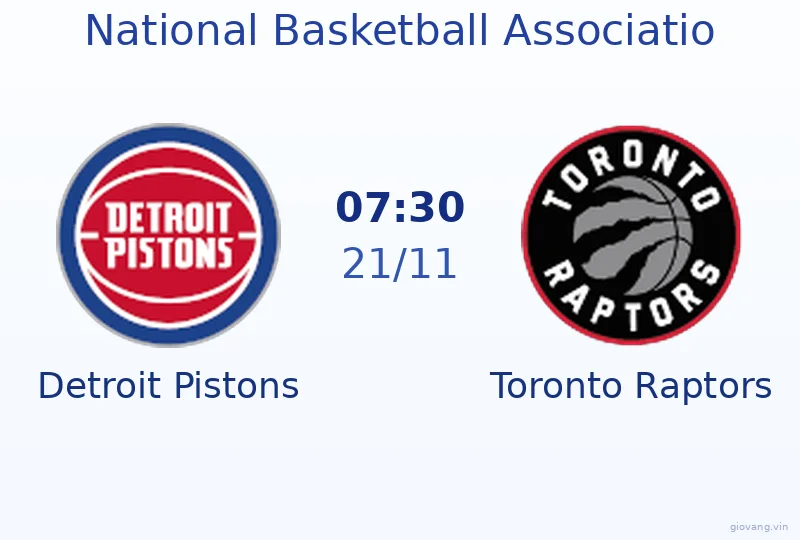 National Basketball Associatio
DETROIT
PISTONS
07:30
21/11
TORONTO
RAPTORS
Detroit Pistons
Toronto Raptors
giovang.vin